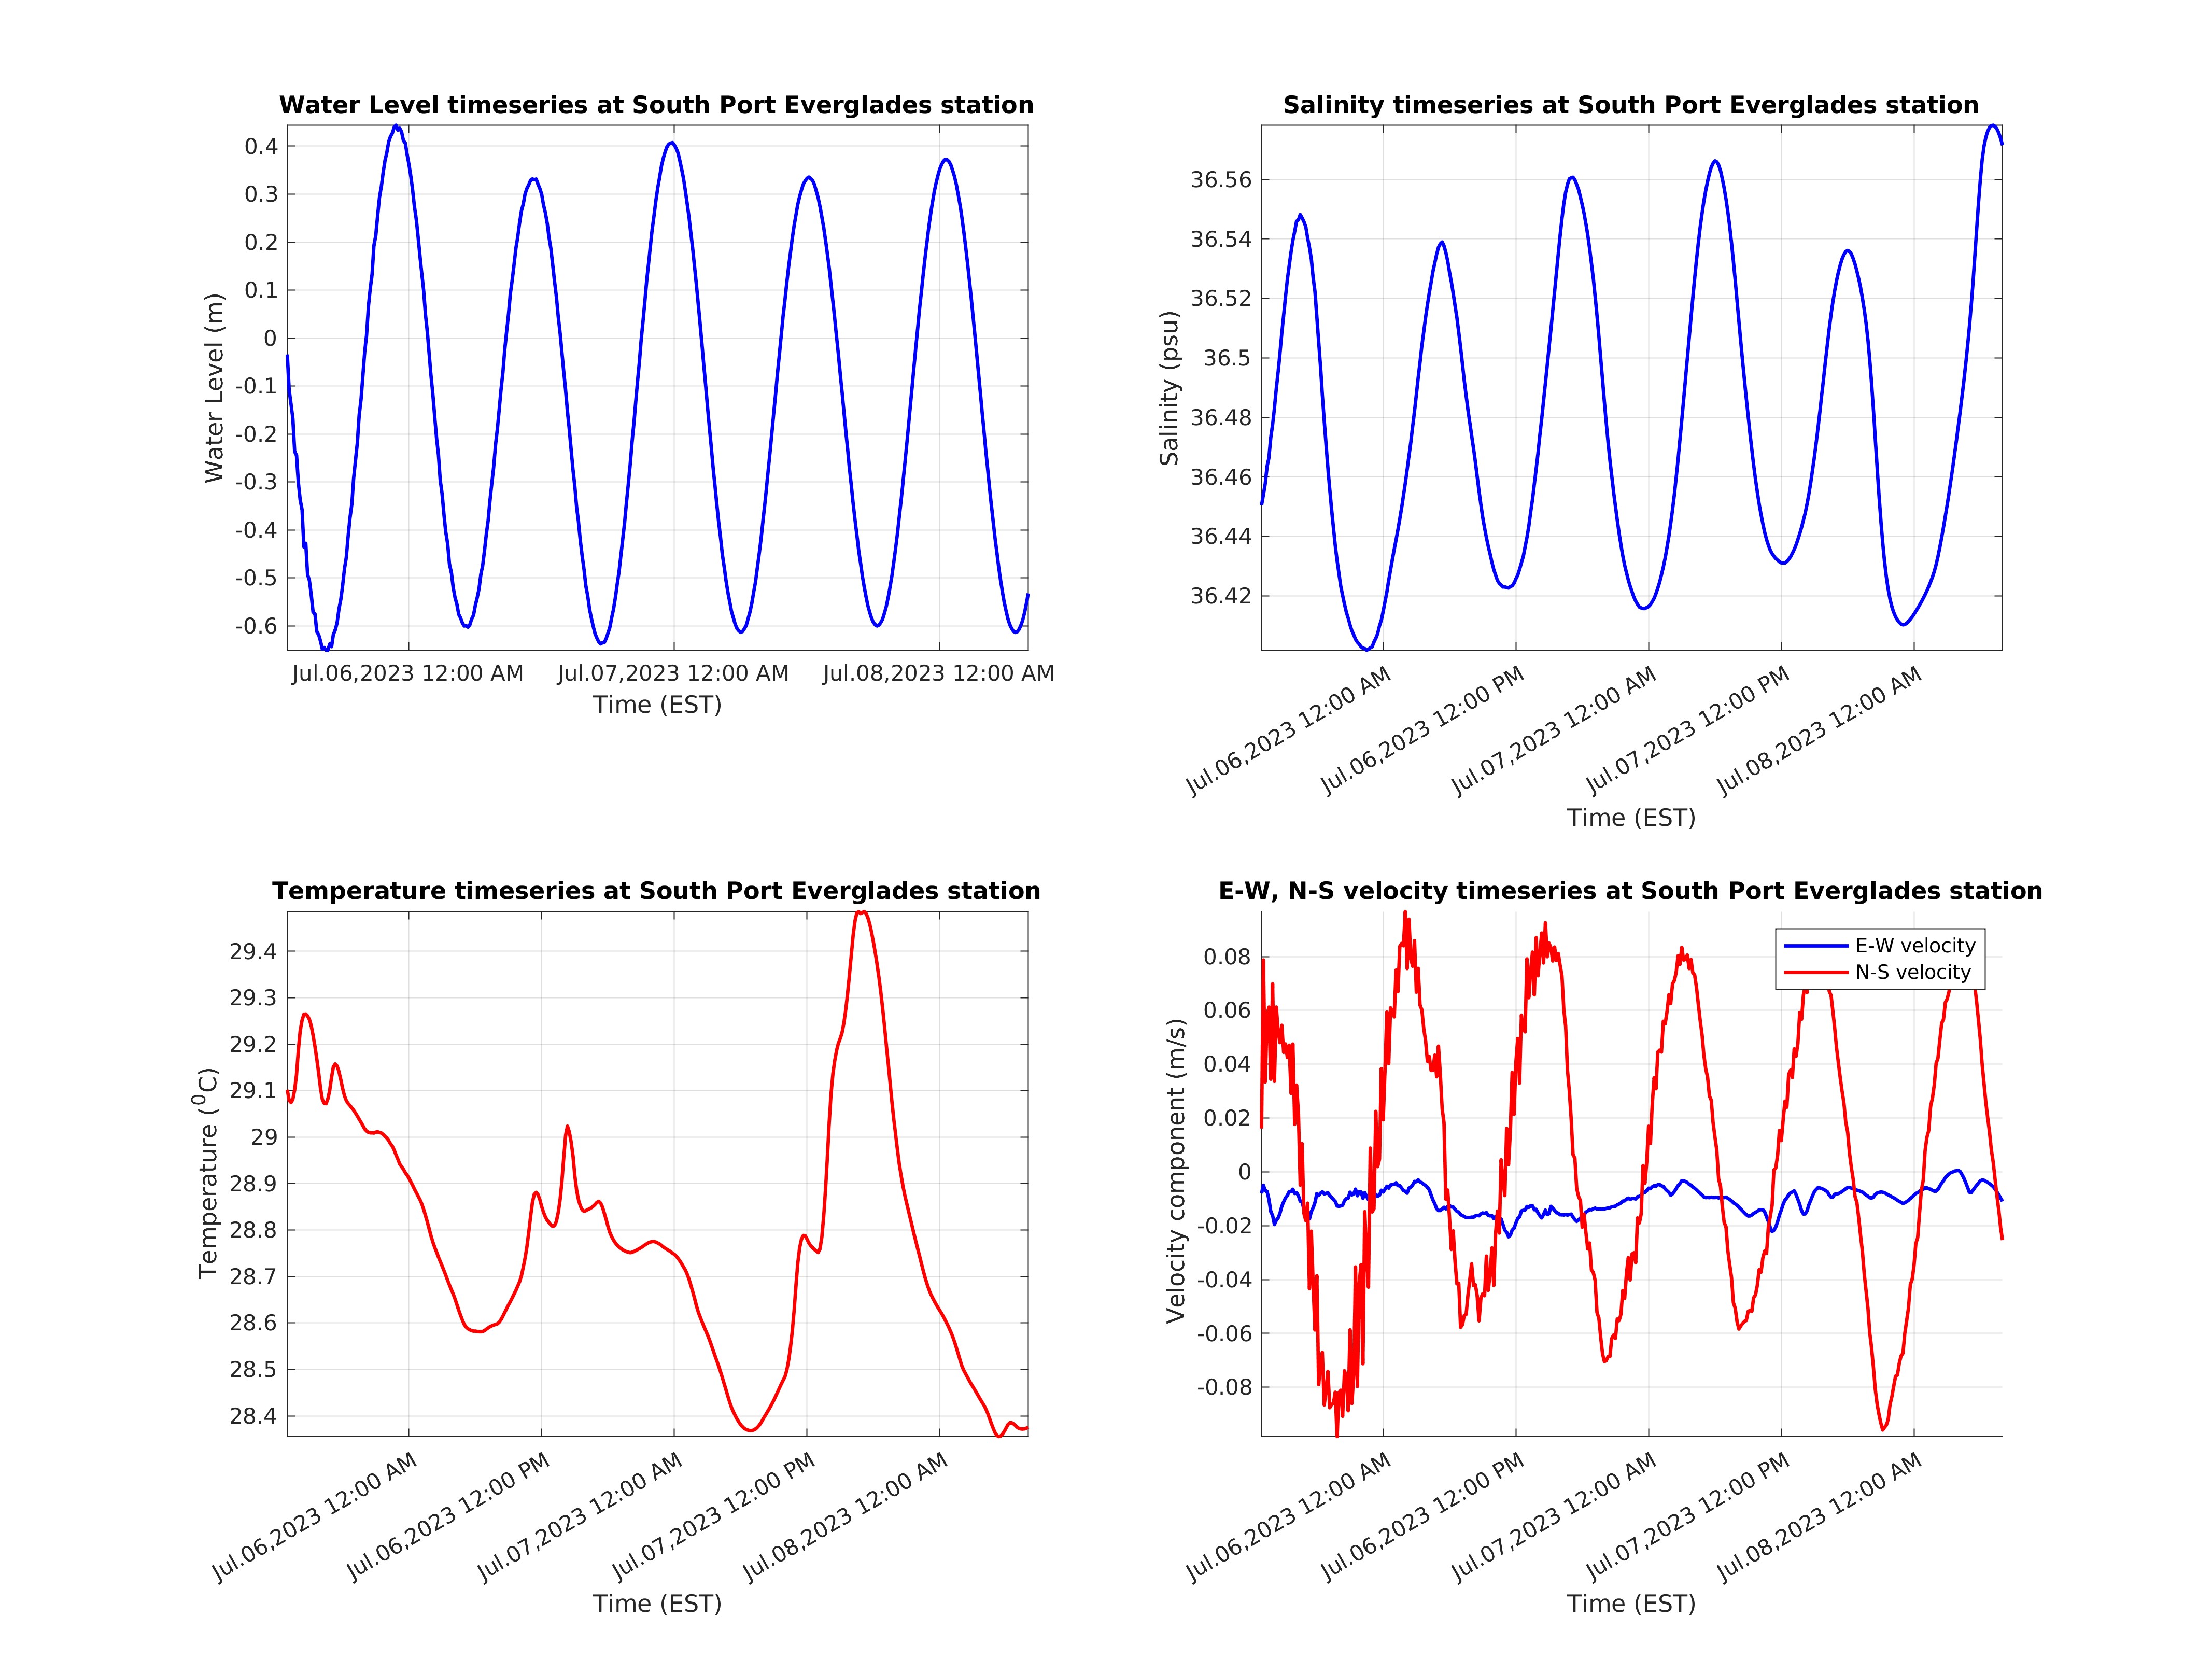 Water Level timeseries at South Port Everglades station
0.4
0.3
0.2
0.1
0
-0.1
-0.2
-0.3
-0.4
-0.5
-0.6
Water Level (m)
Jul.06,2023 12:00 AM
Jul.07,2023 12:00 AM
Jul.08,2023 12:00 AM
Time (EST)
Salinity timeseries at South Port Everglades station
36.56
36.54
36.52
36.5
36.48
36.46
36.44
36.42
Salinity (psu)
Jul.06,2023 12:00 AM
Jul.06,2023 12:00 PM
Jul.07,2023 12:00 AM
Jul.07,2023 12:00 PM
Jul.08,2023 12:00 AM
Time (EST)
Temperature timeseries at South Port Everglades station
29.4
29.3
29.2
29.1
29
28.9
28.8
28.7
28.6
28.5
28.4
Temperature (⁰C)
Jul.06,2023 12:00 AM
Jul.06,2023 12:00 PM
Jul.07,2023 12:00 AM
Jul.07,2023 12:00 PM
Jul.08,2023 12:00 AM
Time (EST)
E-W, N-S velocity timeseries at South Port Everglades station
E-W velocity
N-S velocity
0.08
0.06
0.04
0.02
0
-0.02
-0.04
-0.06
-0.08
Velocity component (m/s)
Jul.06,2023 12:00 AM
Jul.06,2023 12:00 PM
Jul.07,2023 12:00 AM
Jul.07,2023 12:00 PM
Jul.08,2023 12:00 AM
Time (EST)